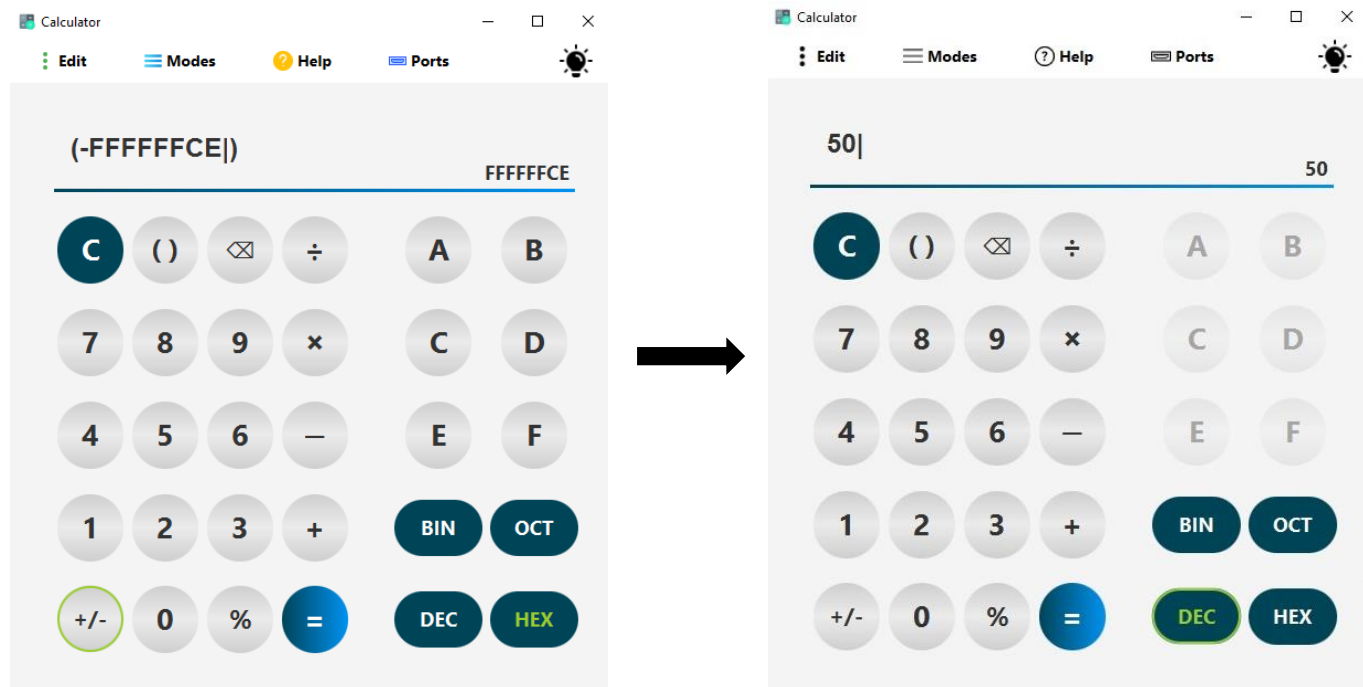 Calculator
Edit Modes Help Ports
(-FFFFFFCE|)
FFFFFFCE
C ( ) ⌫ ÷ A B
7 8 9 × C D
4 5 6 — E F
1 2 3 + BIN OCT
+/- 0 % = DEC HEX
Calculator
Edit Modes Help Ports
50|
50
C ( ) ⌫ ÷ A B
7 8 9 × C D
4 5 6 — E F
1 2 3 + BIN OCT
+/- 0 % = DEC HEX